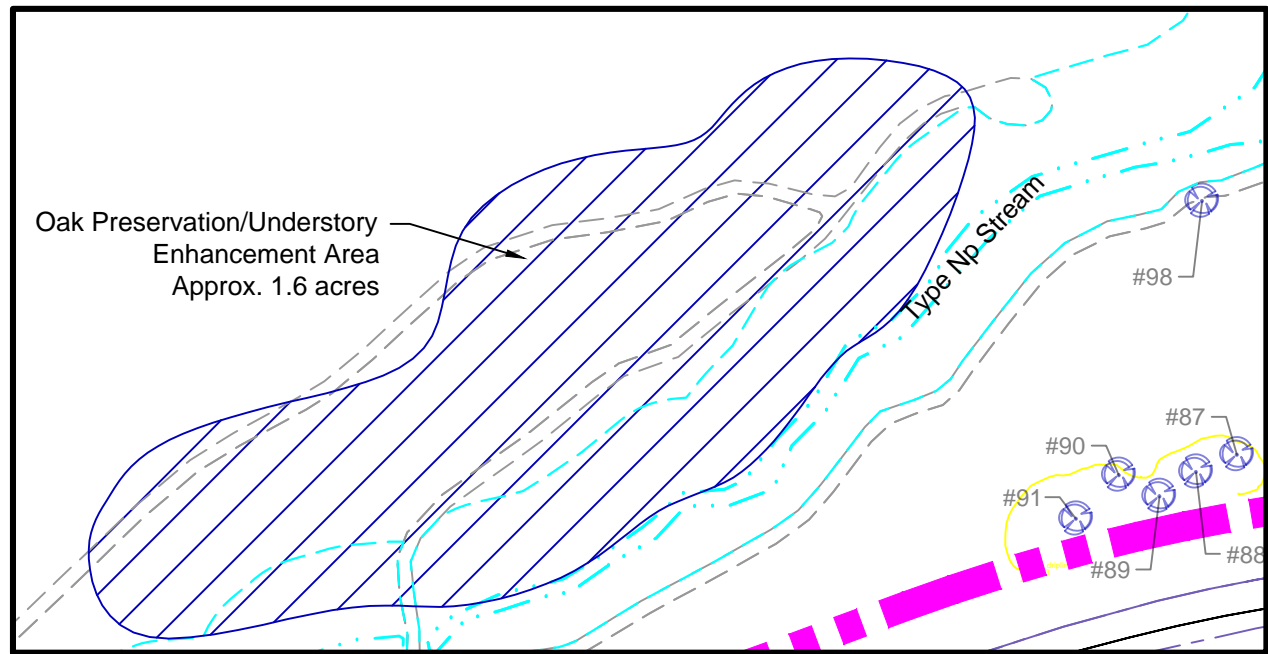 Oak Preservation/Understory
Enhancement Area
Approx. 1.6 acres
Type Np Stream
#98
#87
#90
#91
#89
#88